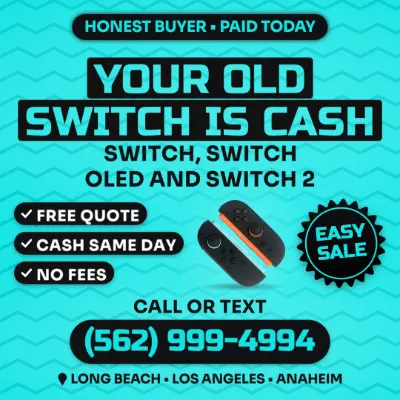 HONEST BUYER • PAID TODAY
YOUR OLD
SWITCH IS CASH
SWITCH, SWITCH
OLED AND SWITCH 2
✓ FREE QUOTE
✓ CASH SAME DAY
✓ NO FEES
EASY
SALE
CALL OR TEXT
(562) 999-4994
LONG BEACH • LOS ANGELES • ANAHEIM